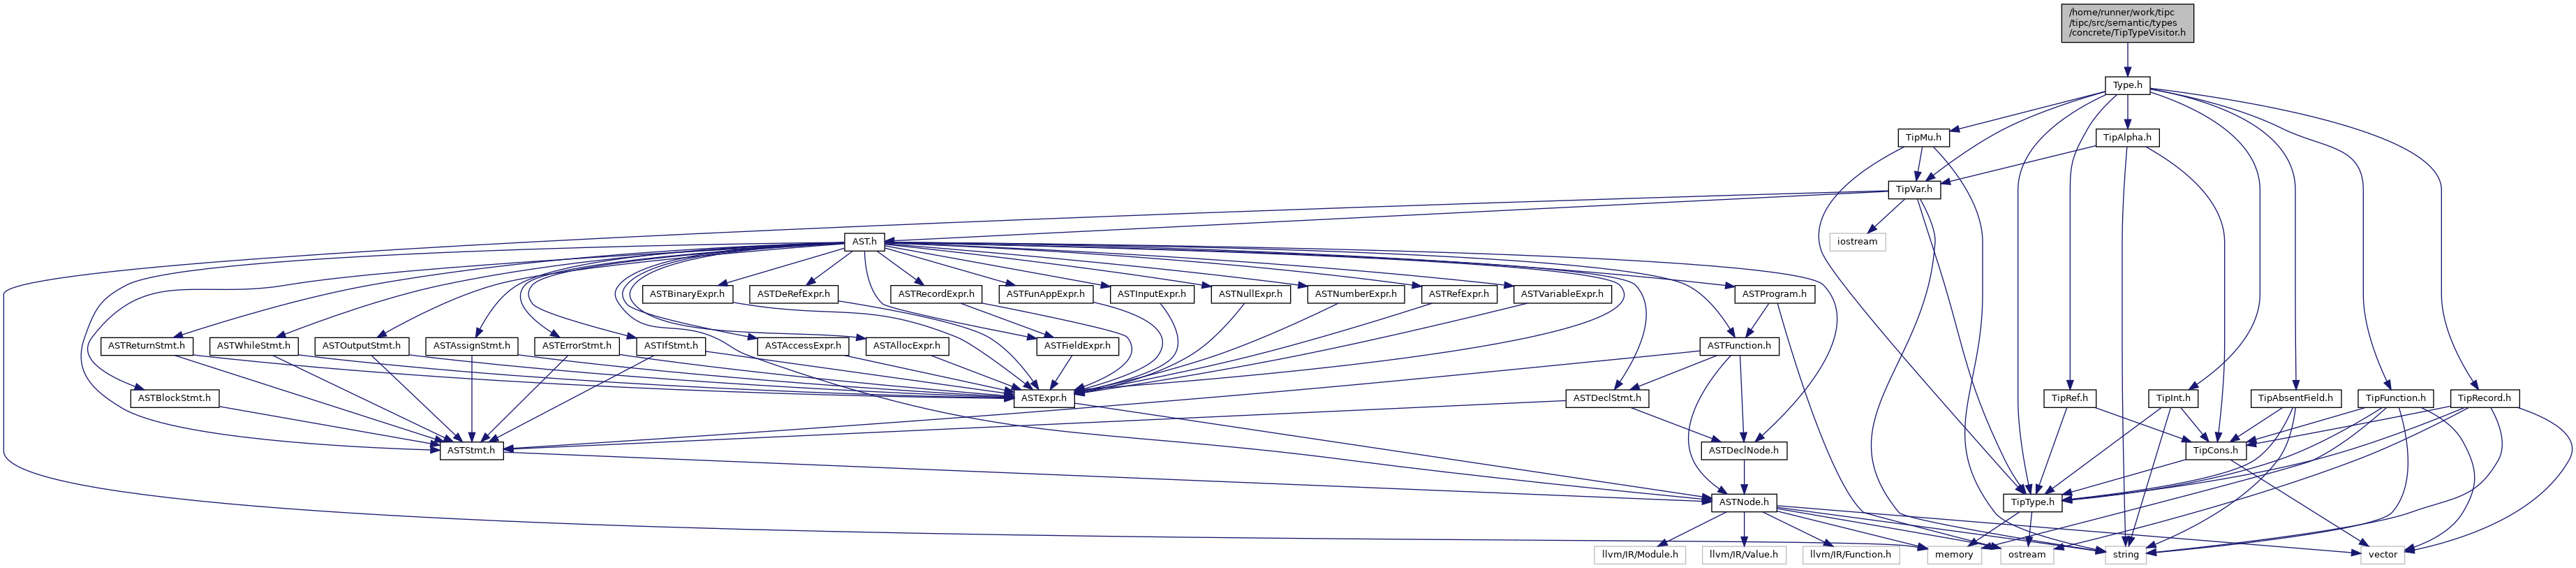 /home/runner/work/tipc
/tipc/src/semantic/types
/concrete/TipTypeVisitor.h
Type.h
TipMu.h
TipAlpha.h
TipVar.h
AST.h
iostream
ASTBinaryExpr.h
ASTDeRefExpr.h
ASTRecordExpr.h
ASTFunAppExpr.h
ASTInputExpr.h
ASTNullExpr.h
ASTNumberExpr.h
ASTRefExpr.h
ASTVariableExpr.h
ASTProgram.h
ASTReturnStmt.h
ASTWhileStmt.h
ASTOutputStmt.h
ASTAssignStmt.h
ASTErrorStmt.h
ASTIfStmt.h
ASTAccessExpr.h
ASTAllocExpr.h
ASTFieldExpr.h
ASTFunction.h
ASTBlockStmt.h
ASTExpr.h
ASTDeclStmt.h
TipRef.h
TipInt.h
TipAbsentField.h
TipFunction.h
TipRecord.h
ASTStmt.h
ASTDeclNode.h
TipCons.h
ASTNode.h
TipType.h
llvm/IR/Module.h
llvm/IR/Value.h
llvm/IR/Function.h
memory
ostream
string
vector